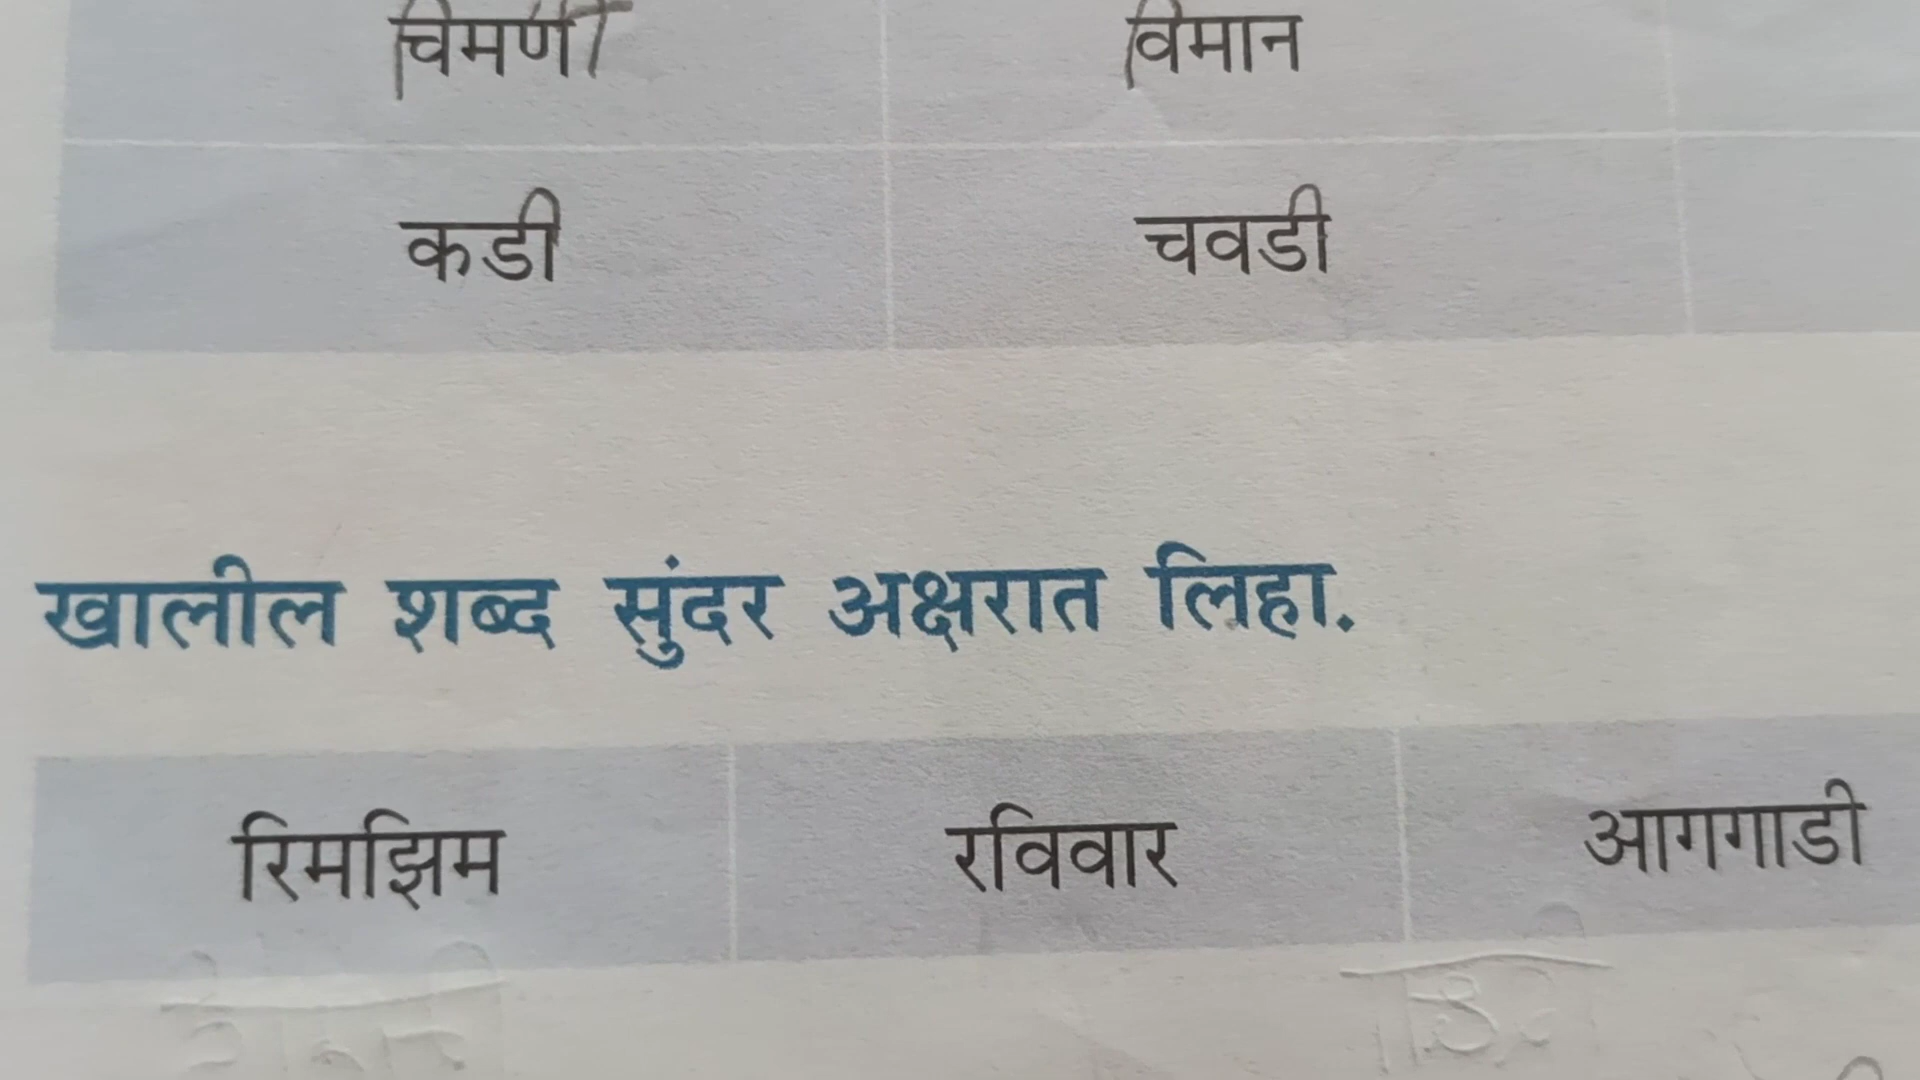 चिमणी विमान
कडी चवडी
खालील शब्द सुंदर अक्षरात लिहा.
रिमझिम रविवार आगगाडी